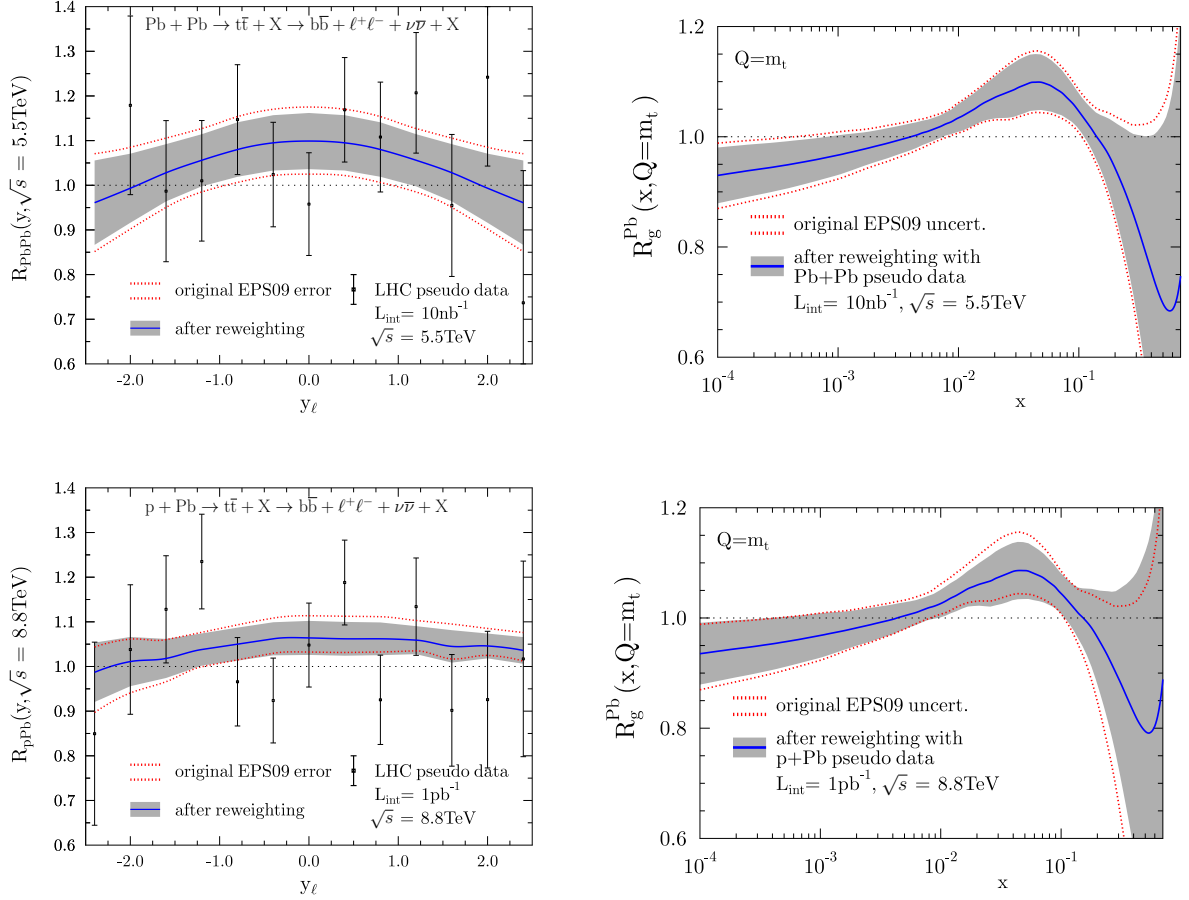 Pb + Pb → tt̄ + X → bb̄ + ℓ⁺ℓ⁻ + νν̄ + X
R_PbPb(y,√s = 5.5TeV)
1.4
1.3
1.2
1.1
1.0
0.9
0.8
0.7
0.6
original EPS09 error
after reweighting
LHC pseudo data
L_int= 10nb⁻¹
√s = 5.5TeV
-2.0 -1.0 0.0 1.0 2.0
y_ℓ
Q=m_t
R_g^Pb(x,Q=m_t)
1.2
1.0
0.8
0.6
original EPS09 uncert.
after reweighting with
Pb+Pb pseudo data
L_int= 10nb⁻¹, √s = 5.5TeV
10⁻⁴ 10⁻³ 10⁻² 10⁻¹
x
p + Pb → tt̄ + X → bb̄ + ℓ⁺ℓ⁻ + νν̄ + X
R_pPb(y,√s = 8.8TeV)
1.4
1.3
1.2
1.1
1.0
0.9
0.8
0.7
0.6
original EPS09 error
after reweighting
LHC pseudo data
L_int= 1pb⁻¹
√s = 8.8TeV
-2.0 -1.0 0.0 1.0 2.0
y_ℓ
Q=m_t
R_g^Pb(x,Q=m_t)
1.2
1.0
0.8
0.6
original EPS09 uncert.
after reweighting with
p+Pb pseudo data
L_int= 1pb⁻¹, √s = 8.8TeV
10⁻⁴ 10⁻³ 10⁻² 10⁻¹
x